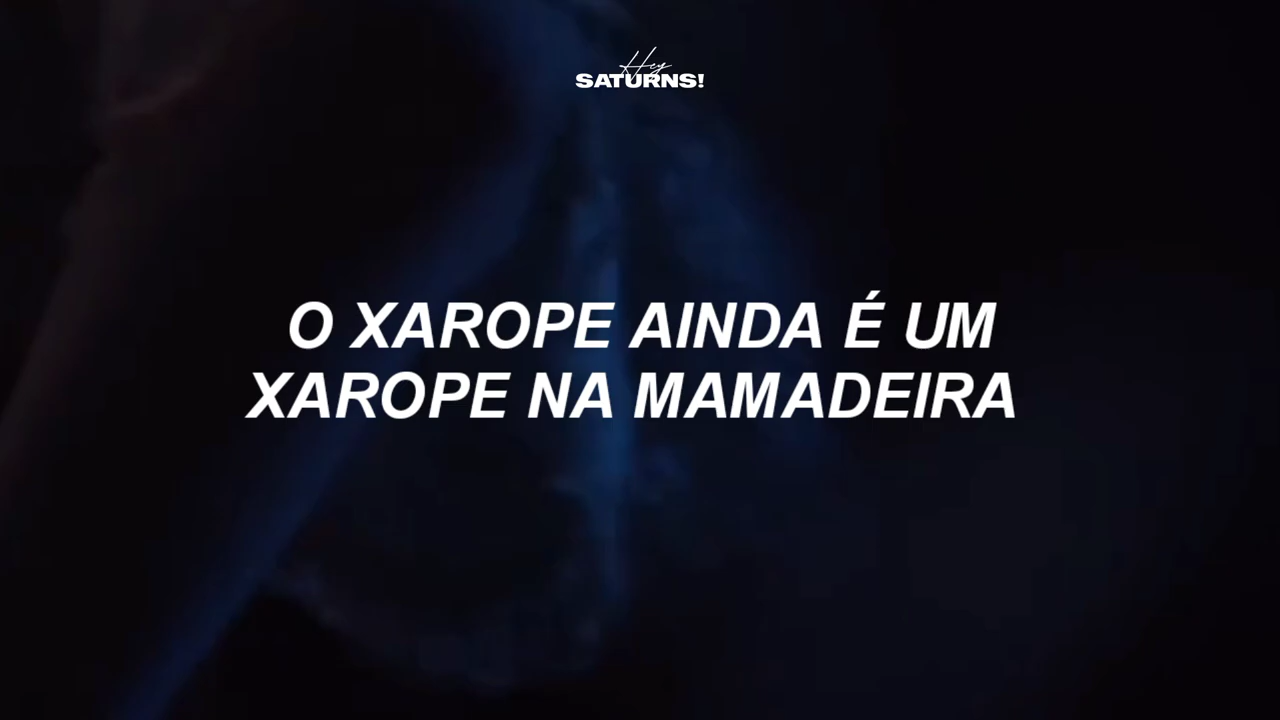 Hey
SATURNS!
O XAROPE AINDA É UM
XAROPE NA MAMADEIRA